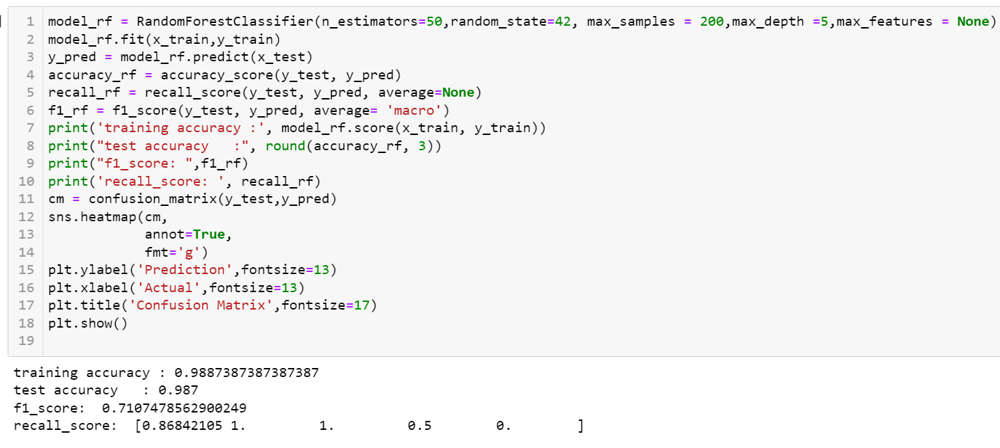 1 model_rf = RandomForestClassifier(n_estimators=50,random_state=42, max_samples = 200,max_depth =5,max_features = None)
2 model_rf.fit(x_train,y_train)
3 y_pred = model_rf.predict(x_test)
4 accuracy_rf = accuracy_score(y_test, y_pred)
5 recall_rf = recall_score(y_test, y_pred, average=None)
6 f1_rf = f1_score(y_test, y_pred, average= 'macro')
7 print('training accuracy :', model_rf.score(x_train, y_train))
8 print("test accuracy   :", round(accuracy_rf, 3))
9 print("f1_score: ",f1_rf)
10 print('recall_score: ', recall_rf)
11 cm = confusion_matrix(y_test,y_pred)
12 sns.heatmap(cm,
13             annot=True,
14             fmt='g')
15 plt.ylabel('Prediction',fontsize=13)
16 plt.xlabel('Actual',fontsize=13)
17 plt.title('Confusion Matrix',fontsize=17)
18 plt.show()
19
training accuracy : 0.9887387387387387
test accuracy   : 0.987
f1_score:  0.7107478562900249
recall_score:  [0.86842105 1.         1.         0.5        0.        ]